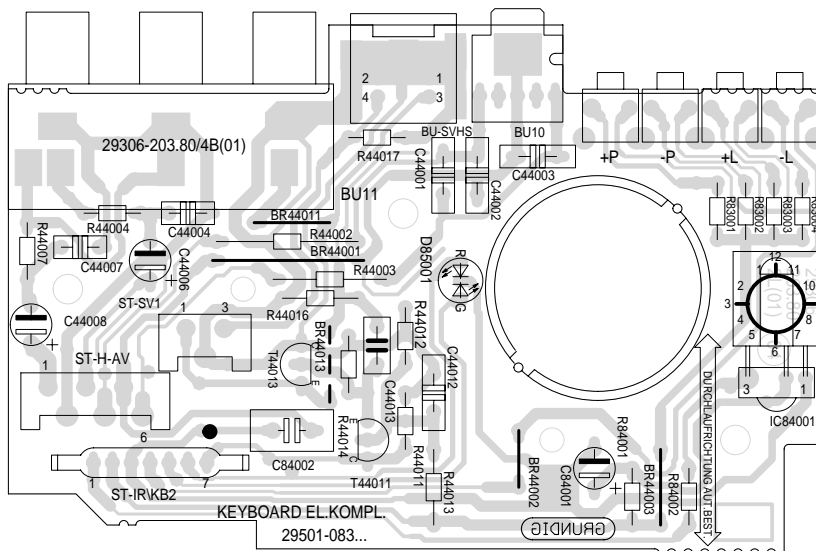 2 1
4 3
29306-203.80/4B(01)
R44017
BU-SVHS
BU10
+P -P +L -L
C44001
C44002
C44003
BU11
R83001
R83002
R83003
R44004
C44004
BR44011
R44002
BR44001
R44007
C44007
C44006
+
R44003
D85001
R
G
ST-SV1
R44016
C44008
+
1 3
ST-H-AV
1
6
BR44013
T44013
E
R44012
C44012
C44013
R44014
E
C
T44011
C84002
R44011
R44013
1 7
ST-IR\KB2
KEYBOARD EL.KOMPL.
29501-083...
BR44002
C84001
+
R84001
BR44003
R84002
GRUNDIG
DURCHLAUFRICHTUNG AUT.BEST.
12
1 11
2 10
3
4 8
5 7
6
3 1
IC84001